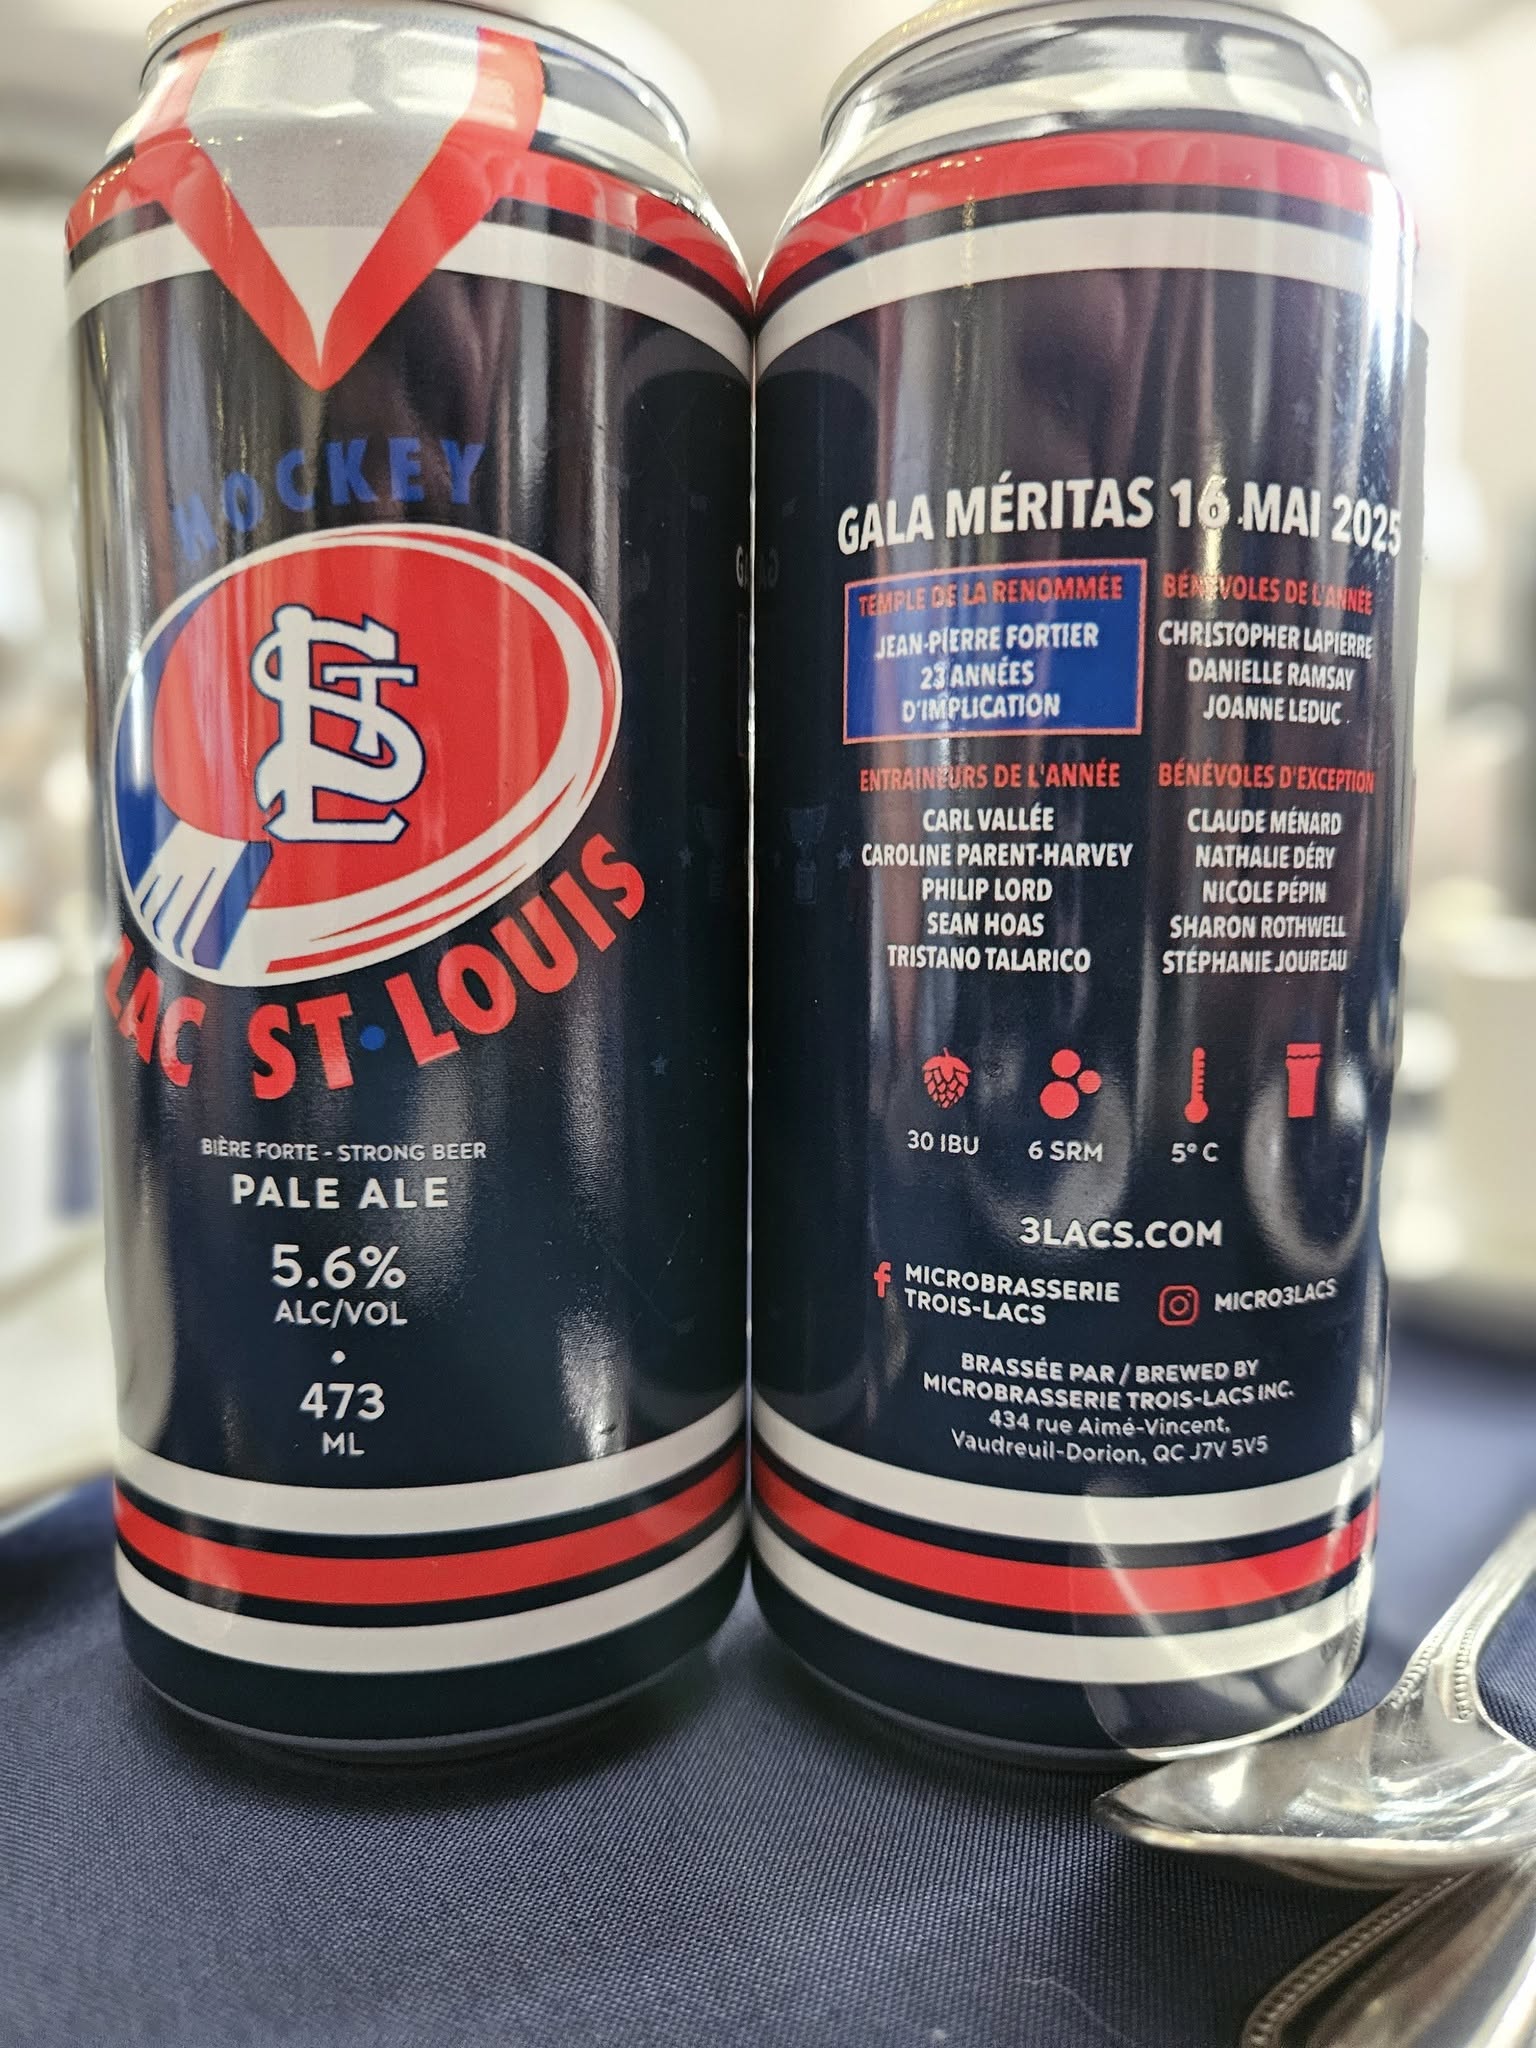 HOCKEY
STL
LAC ST•LOUIS
BIÈRE FORTE - STRONG BEER
PALE ALE
5.6%
ALC/VOL
•
473
ML
GALA MÉRITAS 16 MAI 2025
TEMPLE DE LA RENOMMÉE
JEAN-PIERRE FORTIER
23 ANNÉES
D'IMPLICATION
BÉNÉVOLES DE L'ANNÉE
CHRISTOPHER LAPIERRE
DANIELLE RAMSAY
JOANNE LEDUC
ENTRAINEURS DE L'ANNÉE
CARL VALLÉE
CAROLINE PARENT-HARVEY
PHILIP LORD
SEAN HOAS
TRISTANO TALARICO
BÉNÉVOLES D'EXCEPTION
CLAUDE MÉNARD
NATHALIE DÉRY
NICOLE PÉPIN
SHARON ROTHWELL
STÉPHANIE JOUREAU
30 IBU
6 SRM
5° C
3LACS.COM
MICROBRASSERIE
TROIS-LACS
MICRO3LACS
BRASSÉE PAR / BREWED BY
MICROBRASSERIE TROIS-LACS INC.
434 rue Aimé-Vincent,
Vaudreuil-Dorion, QC J7V 5V5